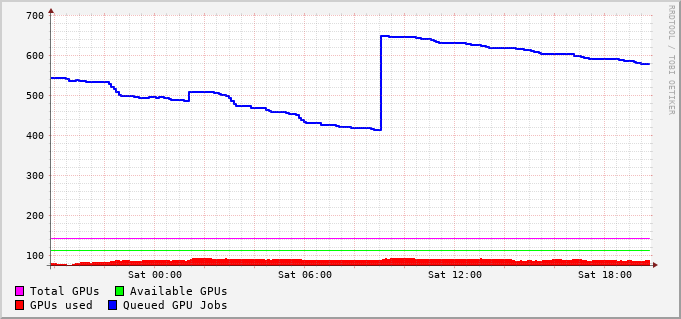 700
600
500
400
300
200
100
Sat 00:00 Sat 06:00 Sat 12:00 Sat 18:00
Total GPUs Available GPUs
GPUs used Queued GPU Jobs
RRDTOOL / TOBI OETIKER